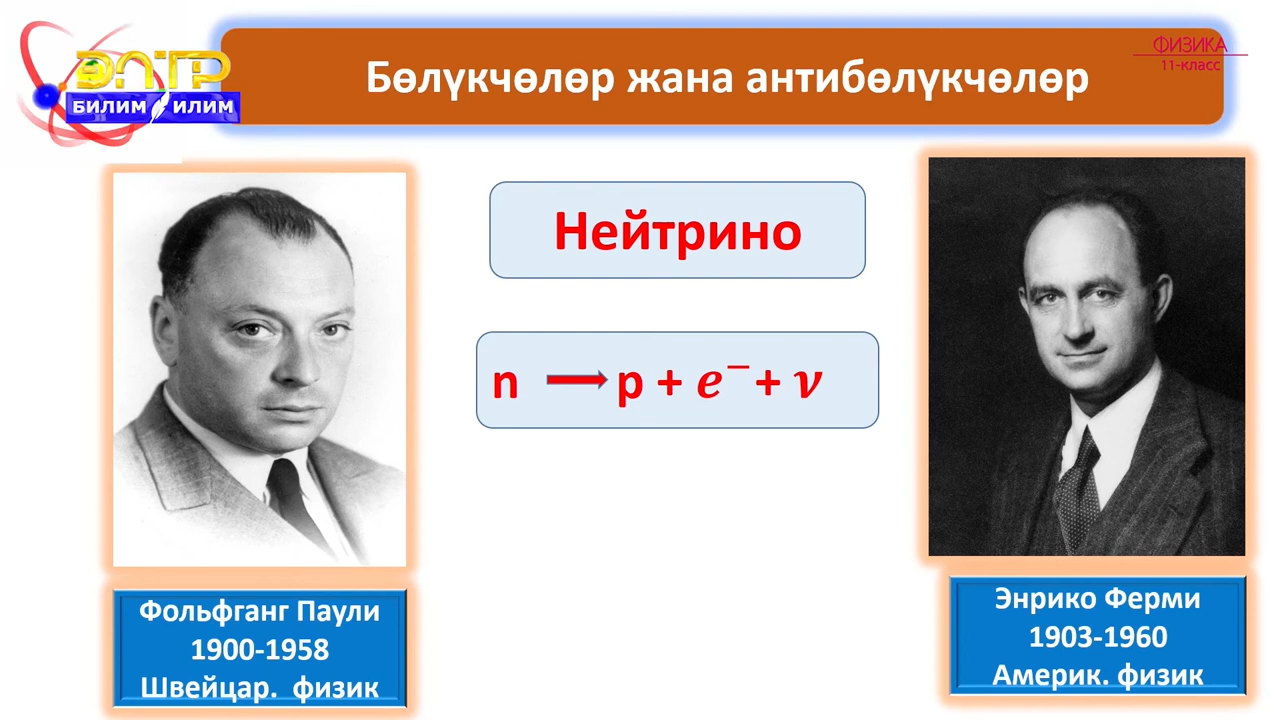 ЭЛТР
БИЛИМ ИЛИМ
Бөлүкчөлөр жана антибөлүкчөлөр
ФИЗИКА
11-класс
Нейтрино
n ⟶ p + e⁻ + ν
Фольфганг Паули
1900-1958
Швейцар. физик
Энрико Ферми
1903-1960
Америк. физик